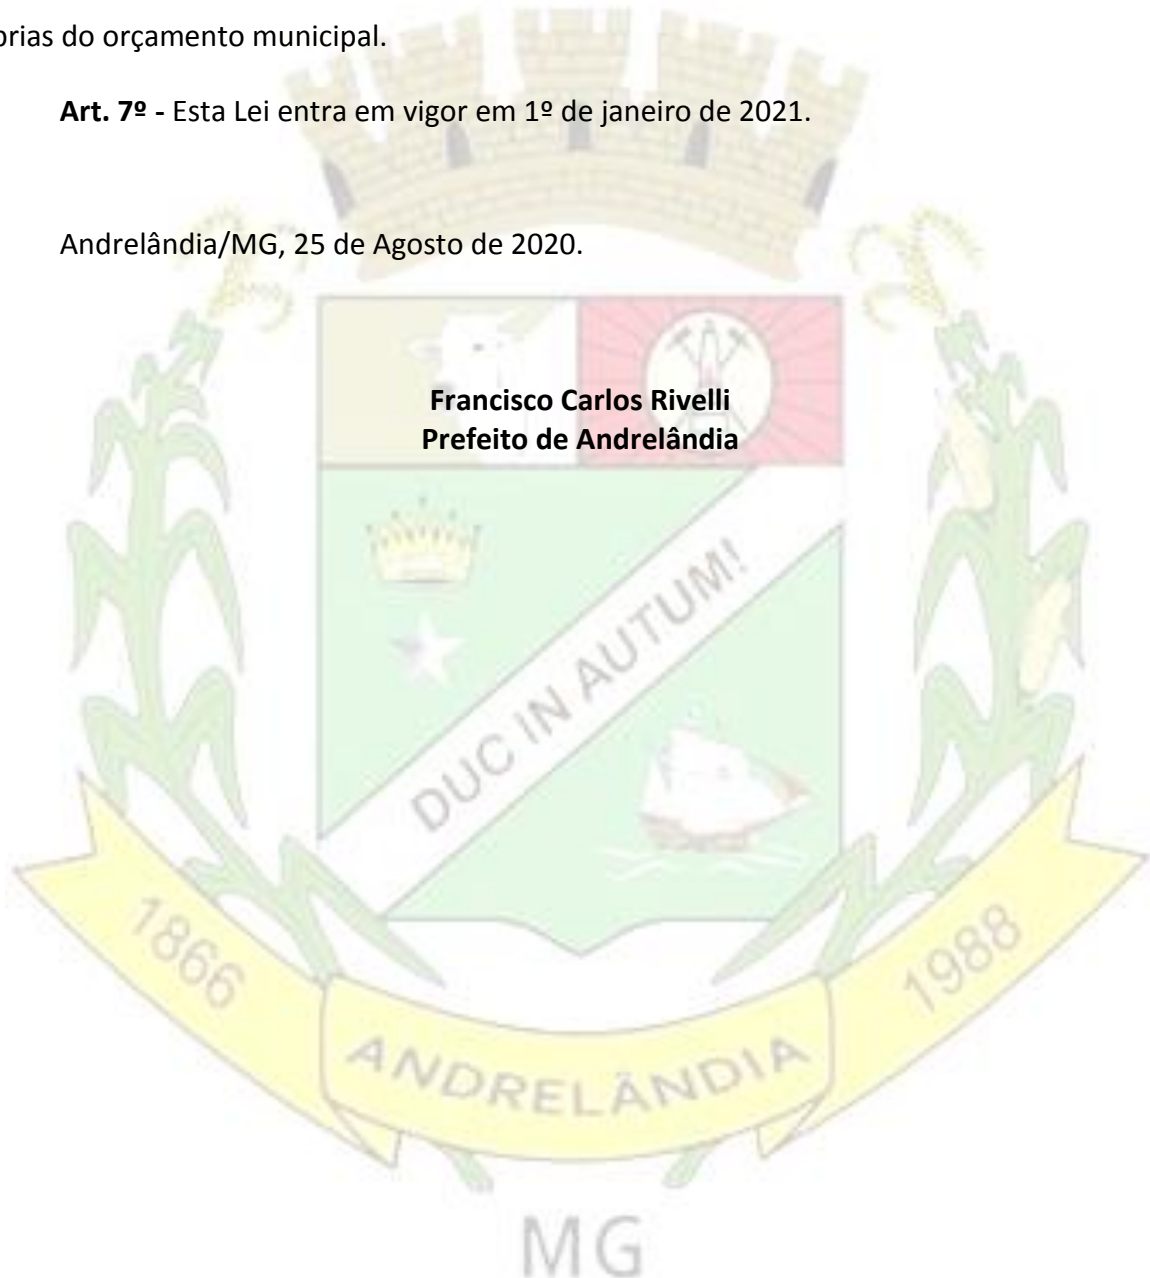 do orçamento municipal.
Art. 7º - Esta Lei entra em vigor em 1º de janeiro de 2021.
Andrelândia/MG, 25 de Agosto de 2020.
Francisco Carlos Rivelli
Prefeito de Andrelândia
DUC IN AUTUM!
1866
ANDRELÂNDIA
1988
MG